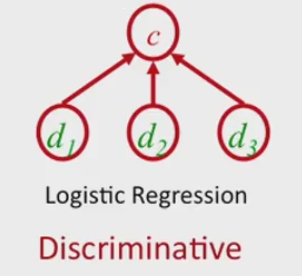 c
d1 d2 d3
Logistic Regression
Discriminative